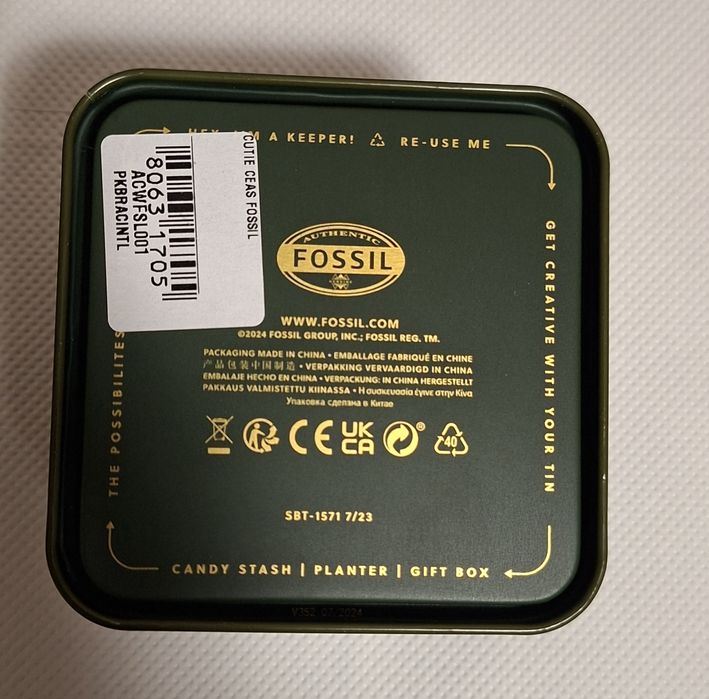 HEY, I'M A KEEPER! RE-USE ME
GET CREATIVE WITH YOUR TIN
CANDY STASH | PLANTER | GIFT BOX
THE POSSIBILITES
CUTIE CEAS FOSSIL
8063 1705
ACWFSL001
PKBRACINTL
AUTHENTIC
FOSSIL
WWW.FOSSIL.COM
©2024 FOSSIL GROUP, INC.; FOSSIL REG. TM.
PACKAGING MADE IN CHINA • EMBALLAGE FABRIQUÉ EN CHINE
产品包装中国制造 • VERPAKKING VERVAARDIGD IN CHINA
EMBALAJE HECHO EN CHINA • VERPACKUNG: IN CHINA HERGESTELLT
PAKKAUS VALMISTETTU KIINASSA • Η συσκευασία έγινε στην Κίνα
Упаковка сделана в Китае
CE UK CA ® 40
SBT-1571 7/23
V352 07/2024